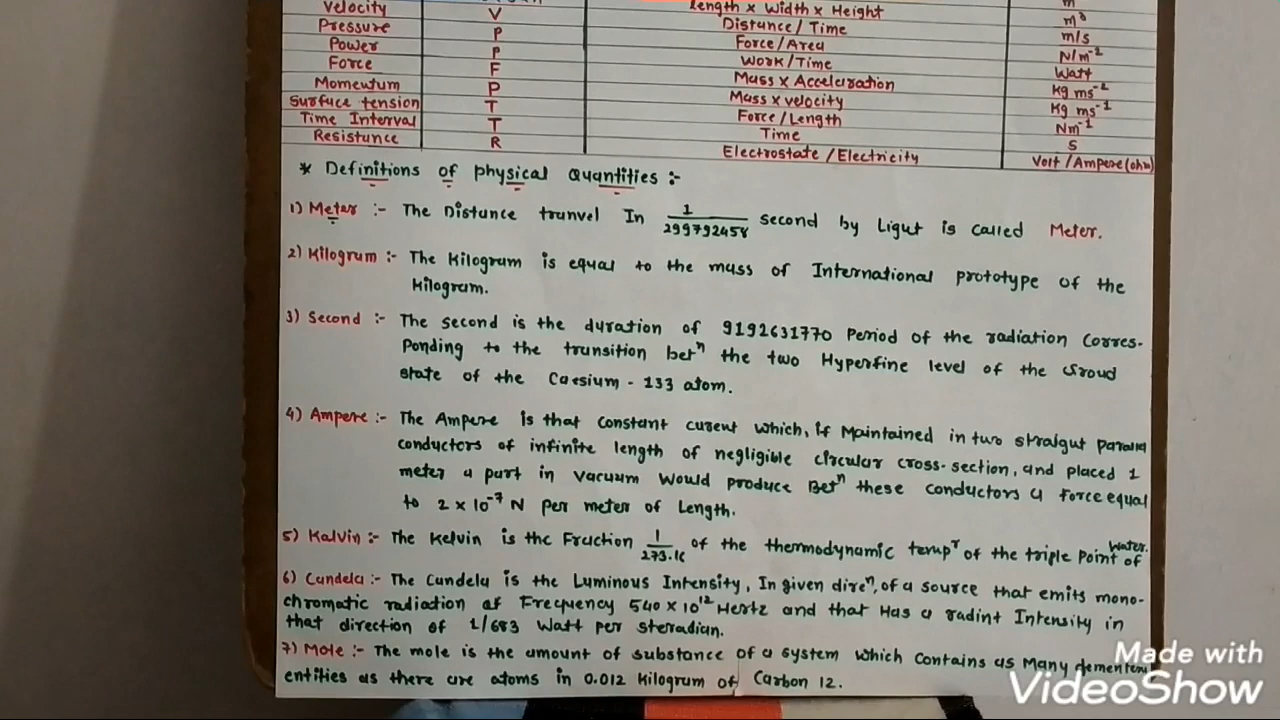 Velocity V Length x Width x Height m³
Pressure P Distance / Time m/s
Power P Force / Area N/m⁻²
Force F Work / Time Watt
Momentum P Mass x Acceleration Kg ms⁻²
Surface tension T Mass x velocity Kg ms⁻¹
Time Interval T Force / Length Nm⁻¹
Resistance R Time S
Electrostate / Electricity Volt / Ampere (ohm)
* Definitions of physical Quantities :-
1) Meter :- The Distance tranvel In 1/299792458 second by Ligut is called Meter.
2) Kilogram :- The Kilogram is equal to the mass of International prototype of the
Kilogram.
3) Second :- The second is the duration of 9192631770 Period of the radiation Corres-
Ponding to the transition betⁿ the two Hyperfine level of the Groud
state of the Caesium - 133 atom.
4) Ampere :- The Ampere is that constant curent which, if Maintained in two straigut parallel
conductors of infinite length of negligible circular cross-section, and placed 1
meter a part in vacuum Would produce Betⁿ these conductors a force equal
to 2 x 10⁻⁷ N per meter of Length.
5) Kalvin :- The Kelvin is the Fraction 1/273.16 of the thermodynamic tempʳ of the triple Point of Water.
6) Candela :- The Candela is the Luminous Intensity, In given direⁿ, of a source that emits mono-
chromatic radiation of Frequency 540 x 10¹² Hertz and that Has a radint Intensity in
that direction of 1/683 Watt per steradian.
7) Mole :- The mole is the amount of substance of a system which contains as Many
entities as there are atoms in 0.012 Kilogram of Carbon 12.
Made with
VideoShow